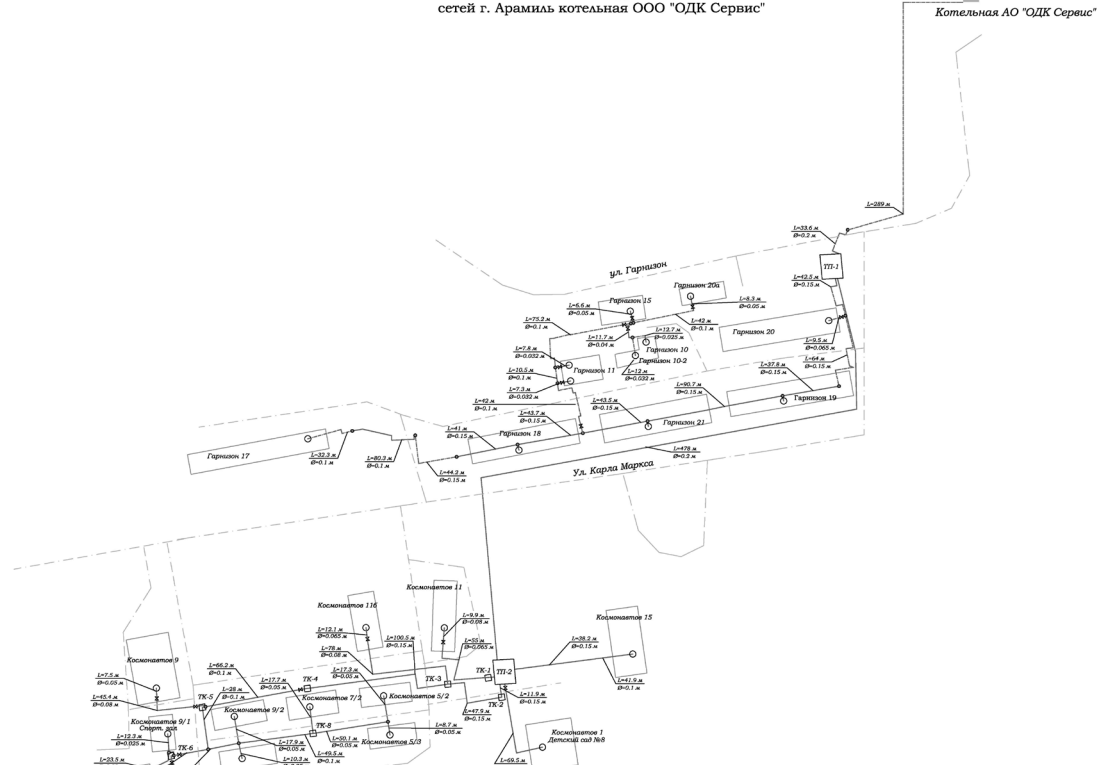 сетей г. Арамиль котельная ООО "ОДК Сервис"
Котельная АО "ОДК Сервис"
L=289 м
L=33.6 м
Ø=0.2 м
ТП-1
ул. Гарнизон
L=42.5 м
Ø=0.15 м
Гарнизон 20а
Гарнизон 15
L=6.6 м
Ø=0.05 м
L=8.3 м
Ø=0.05 м
L=75.2 м
Ø=0.1 м
L=42 м
Ø=0.1 м
Гарнизон 20
L=11.7 м
Ø=0.04 м
L=12.7 м
Ø=0.025 м
L=9.5 м
Ø=0.065 м
L=7.8 м
Ø=0.032 м
Гарнизон 10
Гарнизон 10-2
L=64 м
Ø=0.15 м
L=10.5 м
Ø=0.1 м
Гарнизон 11
L=12 м
Ø=0.032 м
L=37.8 м
Ø=0.15 м
L=7.3 м
Ø=0.032 м
L=90.7 м
Ø=0.15 м
Гарнизон 19
L=42 м
Ø=0.1 м
L=43.5 м
Ø=0.15 м
L=43.7 м
Ø=0.15 м
Гарнизон 21
L=41 м
Ø=0.15 м
Гарнизон 18
L=478 м
Ø=0.2 м
Гарнизон 17
L=32.3 м
Ø=0.1 м
L=80.3 м
Ø=0.1 м
L=44.2 м
Ø=0.15 м
Ул. Карла Маркса
Космонавтов 11
Космонавтов 11б
L=9.9 м
Ø=0.08 м
Космонавтов 15
L=12.1 м
Ø=0.065 м
L=100.5 м
Ø=0.15 м
L=55 м
Ø=0.065 м
L=38.2 м
Ø=0.15 м
L=78 м
Ø=0.08 м
Космонавтов 9
L=66.2 м
Ø=0.1 м
L=17.3 м
Ø=0.05 м
ТК-1
ТП-2
L=7.5 м
Ø=0.05 м
L=17.7 м
Ø=0.05 м
ТК-4
ТК-3
L=41.9 м
Ø=0.1 м
L=45.4 м
Ø=0.08 м
L=28 м
Ø=0.1 м
ТК-5
Космонавтов 7/2
Космонавтов 5/2
ТК-2
L=11.9 м
Ø=0.15 м
Космонавтов 9/2
L=47.9 м
Ø=0.15 м
Космонавтов 9/1
Спорт. зал
ТК-8
L=8.7 м
Ø=0.05 м
Космонавтов 1
Детский сад №8
L=12.3 м
Ø=0.025 м
ТК-6
L=17.9 м
Ø=0.05 м
L=50.1 м
Ø=0.05 м
Космонавтов 5/3
L=49.5 м
Ø=0.1 м
L=23.5 м
L=10.3 м
L=69.5 м